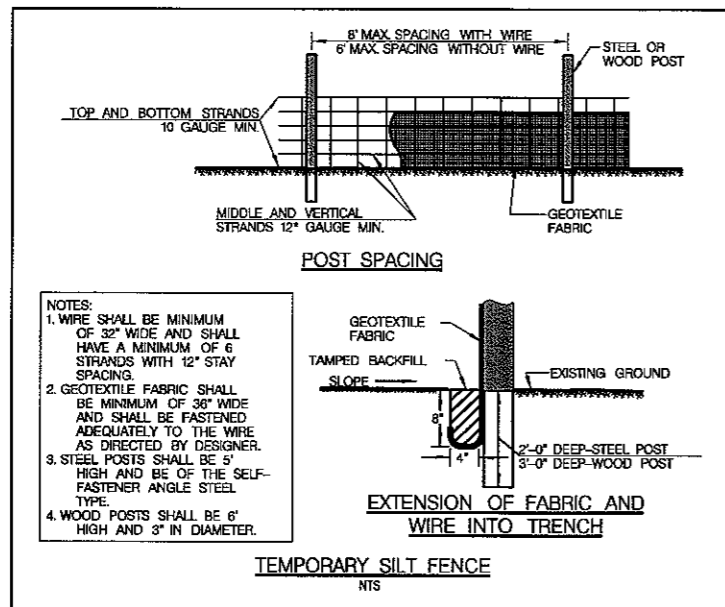 8' MAX. SPACING WITH WIRE
6' MAX. SPACING WITHOUT WIRE
STEEL OR
WOOD POST
TOP AND BOTTOM STRANDS
10 GAUGE MIN.
MIDDLE AND VERTICAL
STRANDS 12" GAUGE MIN.
GEOTEXTILE
FABRIC
POST SPACING
NOTES:
1. WIRE SHALL BE MINIMUM
OF 32" WIDE AND SHALL
HAVE A MINIMUM OF 6
STRANDS WITH 12" STAY
SPACING.
2. GEOTEXTILE FABRIC SHALL
BE MINIMUM OF 36" WIDE
AND SHALL BE FASTENED
ADEQUATELY TO THE WIRE
AS DIRECTED BY DESIGNER.
3. STEEL POSTS SHALL BE 5'
HIGH AND BE OF THE SELF-
FASTENER ANGLE STEEL
TYPE.
4. WOOD POSTS SHALL BE 6'
HIGH AND 3" IN DIAMETER.
GEOTEXTILE
FABRIC
TAMPED BACKFILL
SLOPE
EXISTING GROUND
8"
4"
2'-0" DEEP-STEEL POST
3'-0" DEEP-WOOD POST
EXTENSION OF FABRIC AND
WIRE INTO TRENCH
TEMPORARY SILT FENCE
NTS